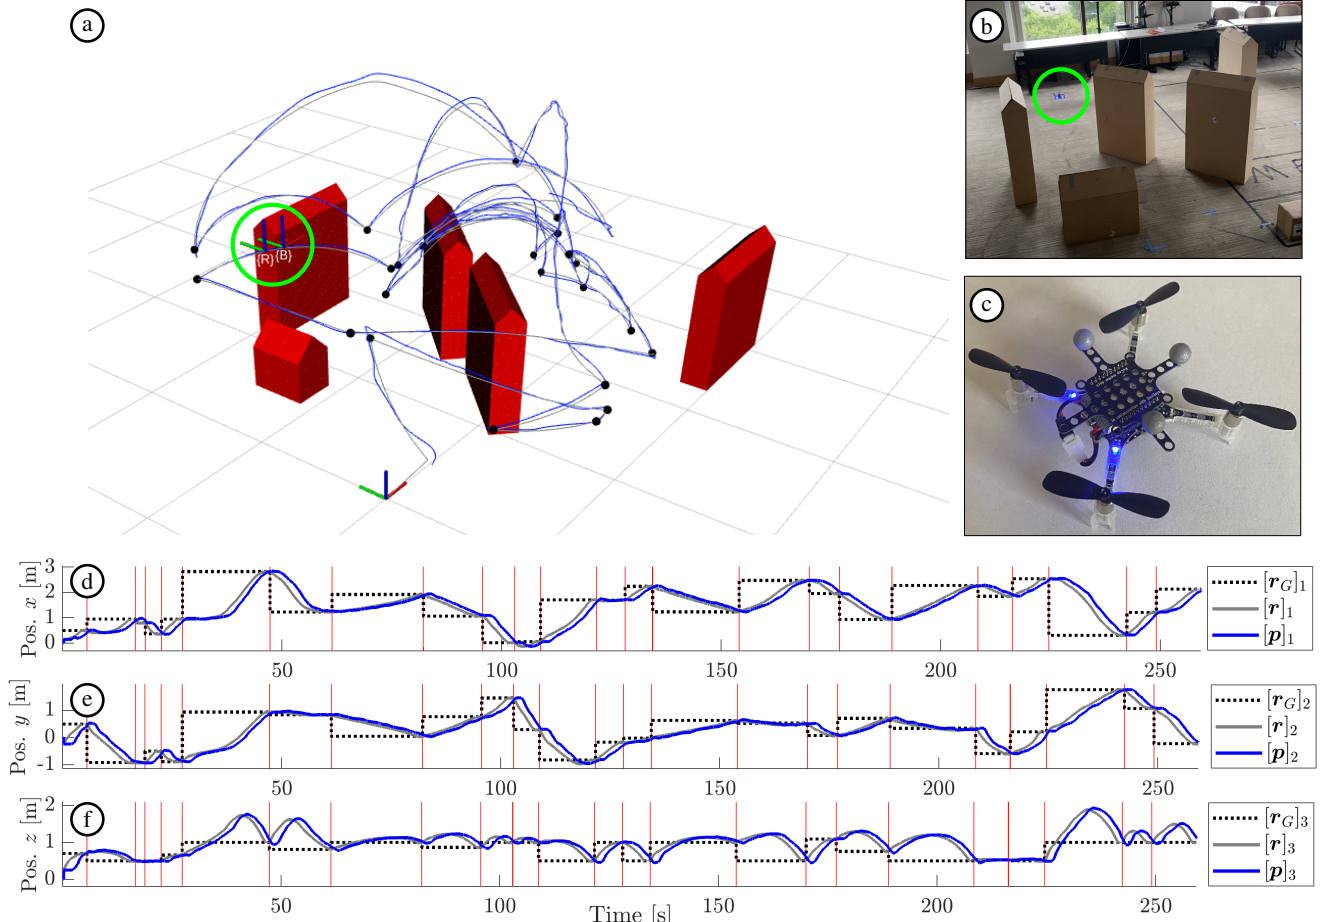 a
b
{R}
{B}
M E
c
d
Pos. x [m]
3
2
1
0
50
100
150
200
250
[r_G]_1
[r]_1
[p]_1
e
Pos. y [m]
1
0
-1
50
100
150
200
250
[r_G]_2
[r]_2
[p]_2
f
Pos. z [m]
2
1
0
50
100
150
200
250
Time [s]
[r_G]_3
[r]_3
[p]_3